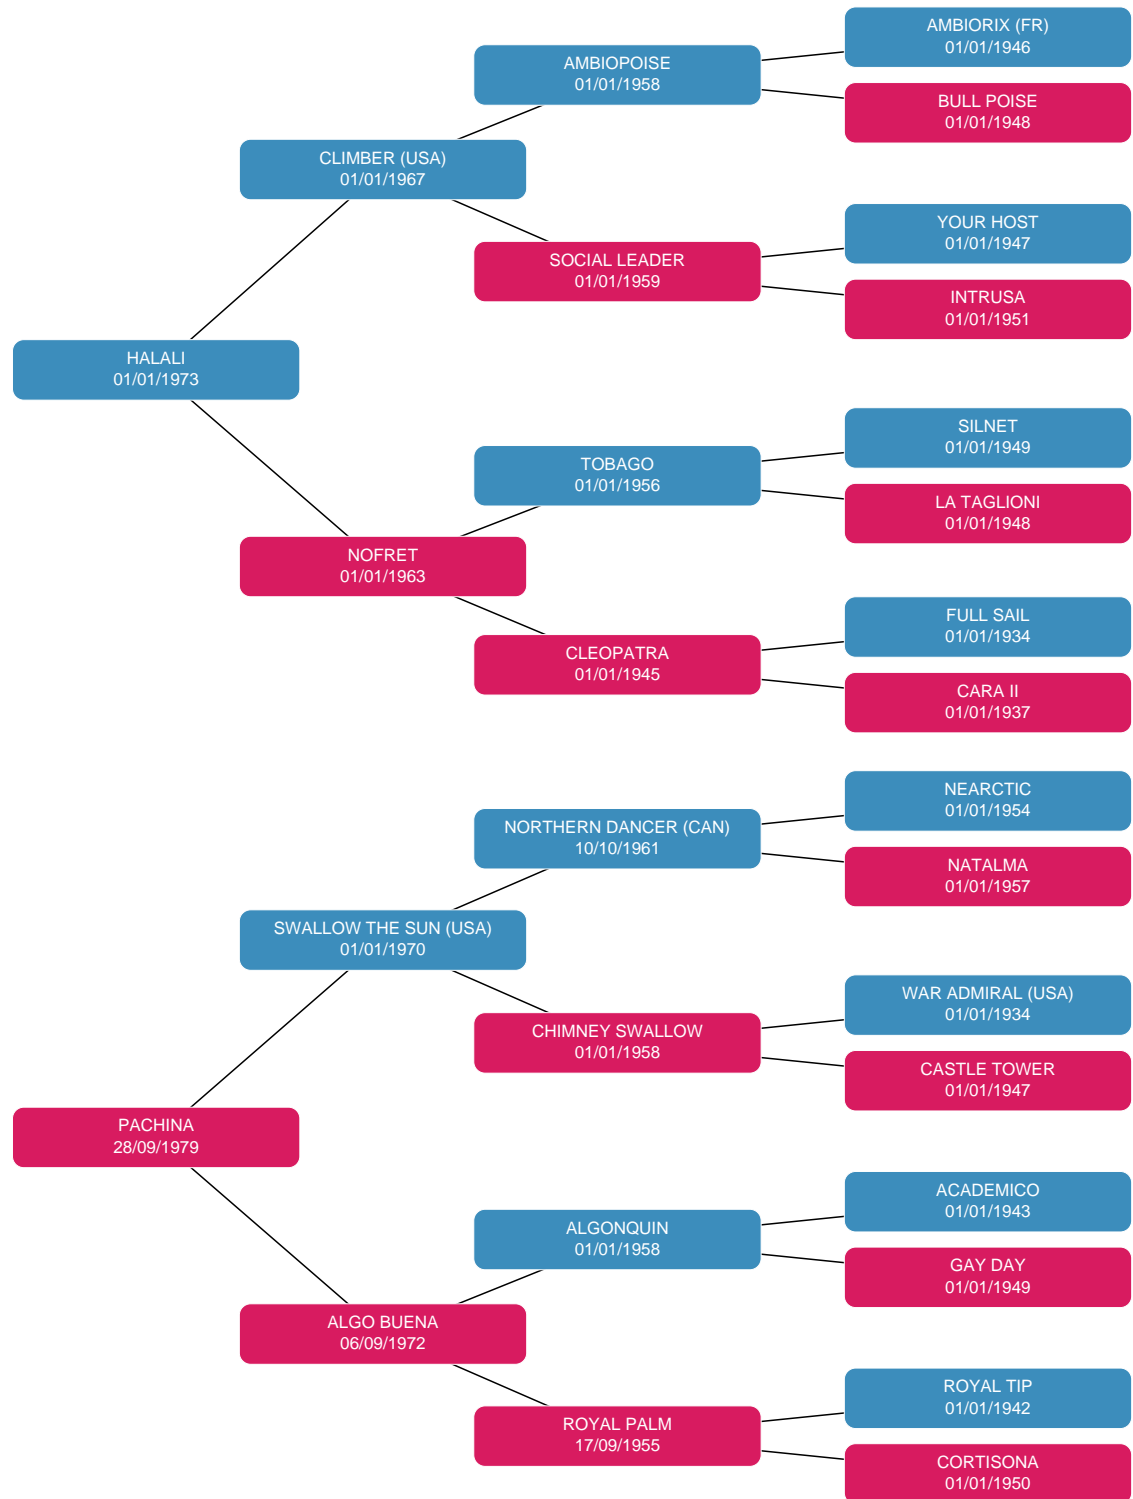 AMBIORIX (FR)
01/01/1946
AMBIOPOISE
01/01/1958
BULL POISE
01/01/1948
CLIMBER (USA)
01/01/1967
YOUR HOST
01/01/1947
SOCIAL LEADER
01/01/1959
INTRUSA
01/01/1951
HALALI
01/01/1973
SILNET
01/01/1949
TOBAGO
01/01/1956
LA TAGLIONI
01/01/1948
NOFRET
01/01/1963
FULL SAIL
01/01/1934
CLEOPATRA
01/01/1945
CARA II
01/01/1937
NEARCTIC
01/01/1954
NORTHERN DANCER (CAN)
10/10/1961
NATALMA
01/01/1957
SWALLOW THE SUN (USA)
01/01/1970
WAR ADMIRAL (USA)
01/01/1934
CHIMNEY SWALLOW
01/01/1958
CASTLE TOWER
01/01/1947
PACHINA
28/09/1979
ACADEMICO
01/01/1943
ALGONQUIN
01/01/1958
GAY DAY
01/01/1949
ALGO BUENA
06/09/1972
ROYAL TIP
01/01/1942
ROYAL PALM
17/09/1955
CORTISONA
01/01/1950